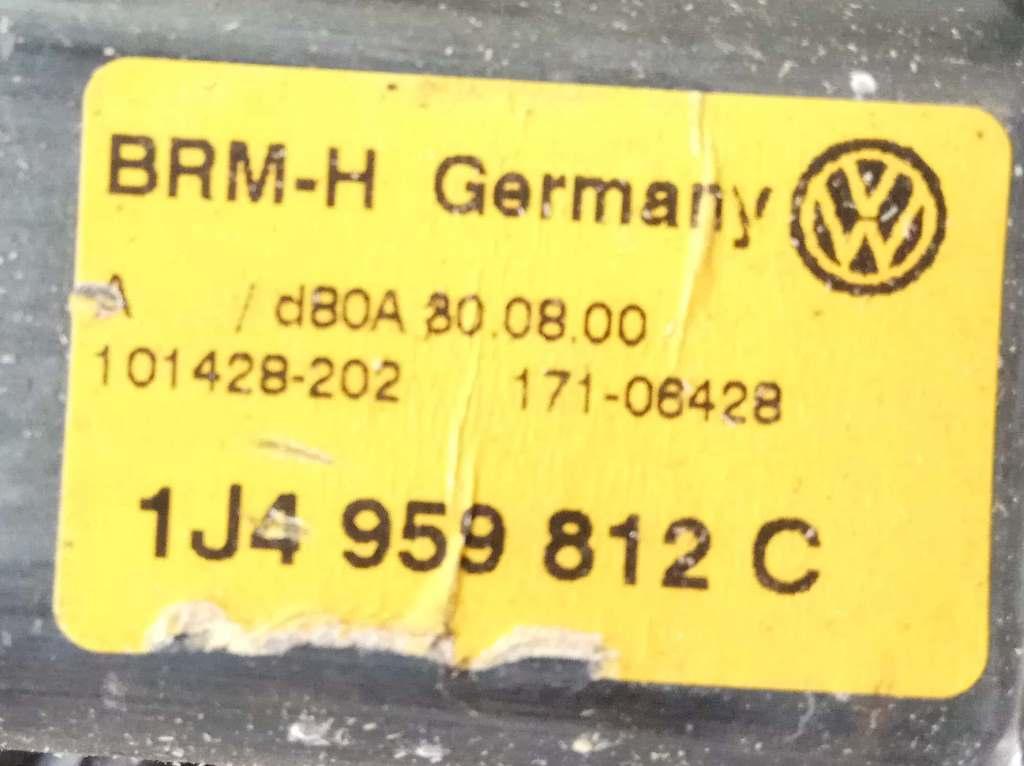 BRM-H Germany
A / d80A 30.08.00
101428-202 171-06428
1J4 959 812 C